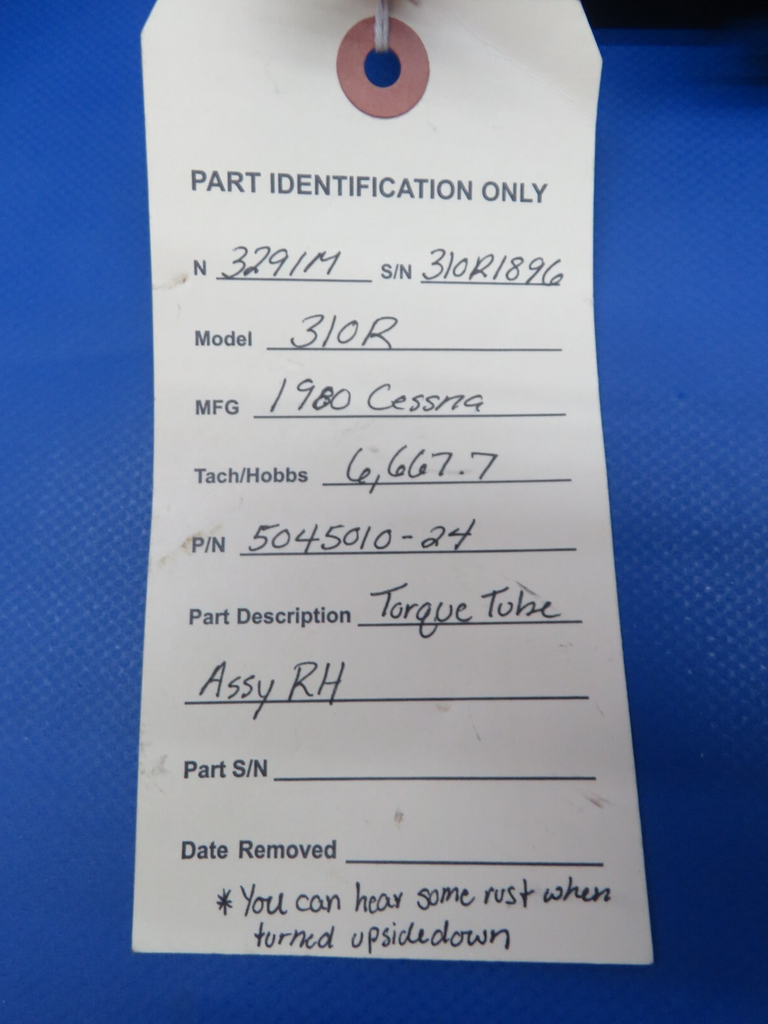 PART IDENTIFICATION ONLY
N 3291M S/N 310R1896
Model 310R
MFG 1980 Cessna
Tach/Hobbs 6,667.7
P/N 5045010-24
Part Description Torque Tube
Assy RH
Part S/N
Date Removed
* You can hear some rust when
turned upsidedown